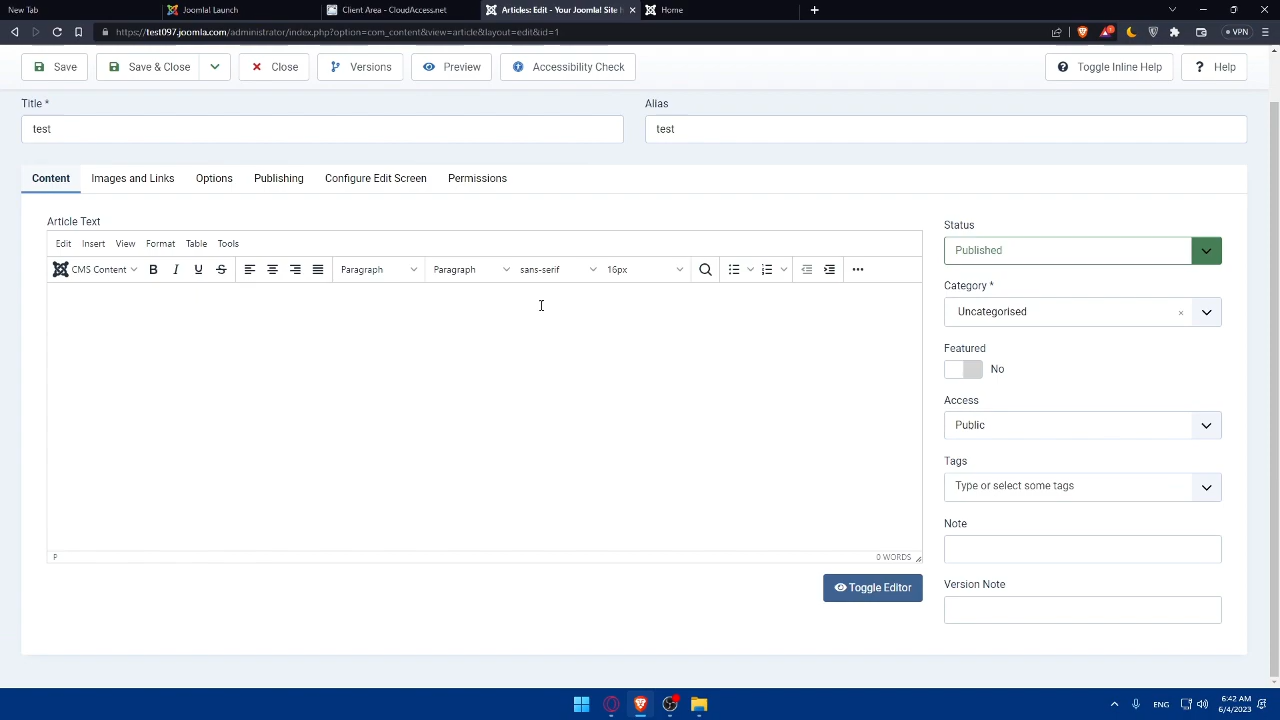 New Tab
Joomla Launch
Client Area - CloudAccess.net
Articles: Edit - Your Joomla! Site
Home
https://test097.joomla.com/administrator/index.php?option=com_content&view=article&layout=edit&id=1
VPN
Save
Save & Close
Close
Versions
Preview
Accessibility Check
Toggle Inline Help
Help
Title *
Alias
test
test
Content
Images and Links
Options
Publishing
Configure Edit Screen
Permissions
Article Text
Edit
Insert
View
Format
Table
Tools
CMS Content
B
I
U
S
Paragraph
Paragraph
sans-serif
16px
P
0 WORDS
Toggle Editor
Status
Published
Category *
Uncategorised
Featured
No
Access
Public
Tags
Type or select some tags
Note
Version Note
ENG
6:42 AM
6/4/2023